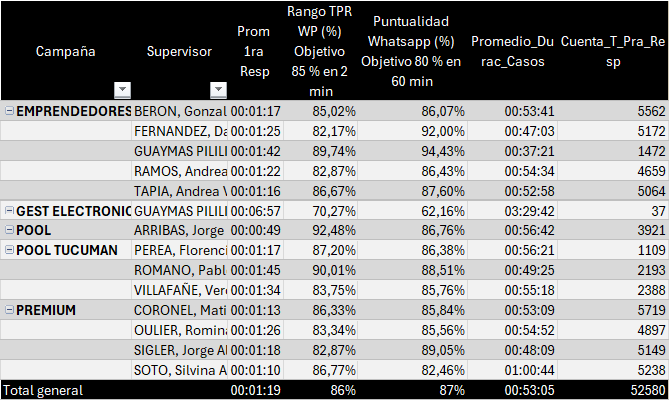 Campaña Supervisor Prom 1ra Resp Rango TPR WP (%) Objetivo 85 % en 2 min Puntualidad Whatsapp (%) Objetivo 80 % en 60 min Promedio_Du rac_Casos Cuenta_T_Pra_Re sp
EMPRENDEDORES BERON, Gonzal 00:01:17 85,02% 86,07% 00:53:41 5562
FERNANDEZ, Da 00:01:25 82,17% 92,00% 00:47:03 5172
GUAYMAS PILILI 00:01:42 89,74% 94,43% 00:37:21 1472
RAMOS, Andrea 00:01:22 82,87% 86,43% 00:54:34 4659
TAPIA, Andrea V 00:01:16 86,67% 87,60% 00:52:58 5064
GEST ELECTRONIC GUAYMAS PILILI 00:06:57 70,27% 62,16% 03:29:42 37
POOL ARRIBAS, Jorge 00:00:49 92,48% 86,76% 00:56:42 3921
POOL TUCUMAN PEREA, Florenci 00:01:17 87,20% 86,38% 00:56:21 1109
ROMANO, Pabl 00:01:45 90,01% 88,51% 00:49:25 2193
VILLAFAÑE, Ver 00:01:34 83,75% 85,76% 00:55:18 2388
PREMIUM CORONEL, Mati 00:01:13 86,33% 85,84% 00:53:09 5719
OULIER, Romina 00:01:26 83,34% 85,56% 00:54:52 4897
SIGLER, Jorge Al 00:01:18 82,87% 89,05% 00:48:09 5149
SOTO, Silvina A 00:01:10 86,77% 82,46% 01:00:44 5238
Total general 00:01:19 86% 87% 00:53:05 52580